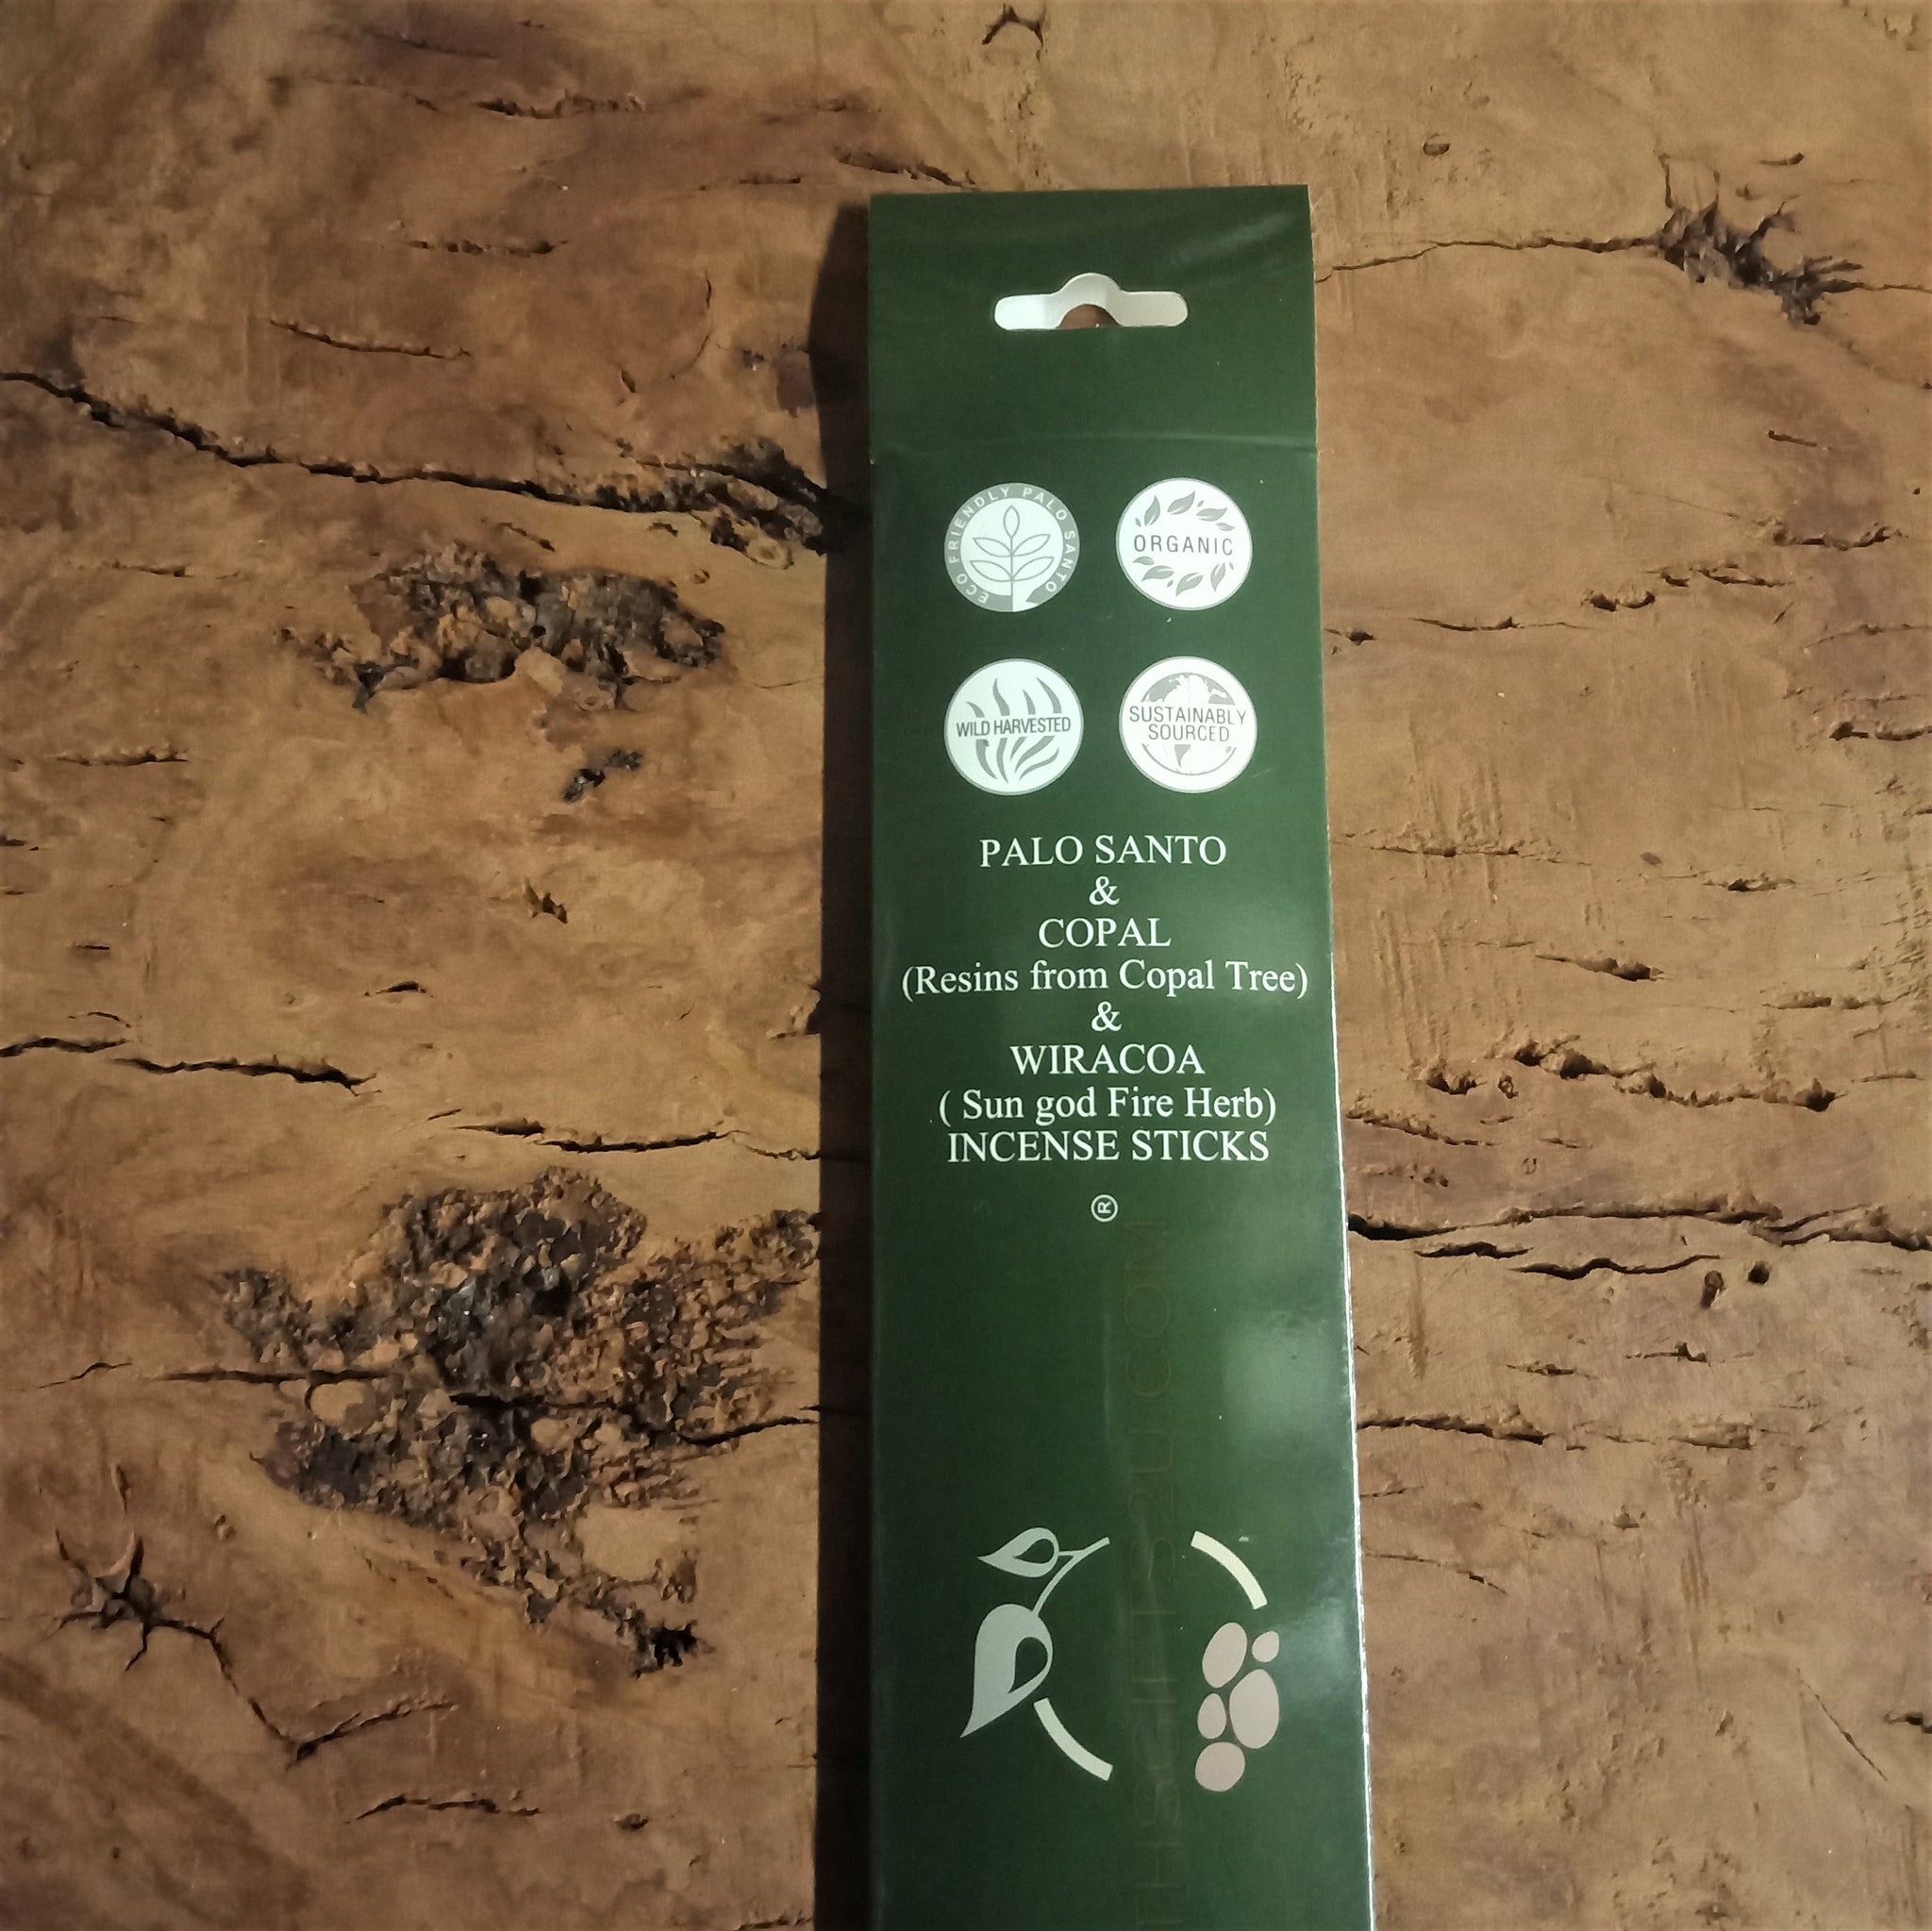 ECO FRIENDLY PALO SANTO
ORGANIC
WILD HARVESTED
SUSTAINABLY
SOURCED
PALO SANTO
&
COPAL
(Resins from Copal Tree)
&
WIRACOA
( Sun god Fire Herb)
INCENSE STICKS
®